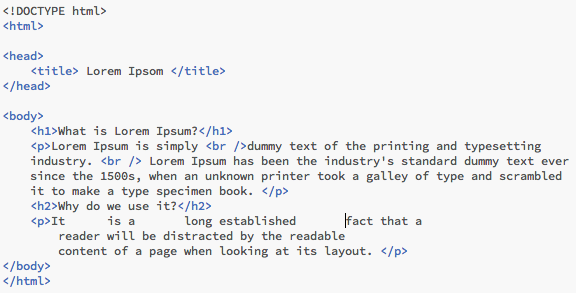 <!DOCTYPE html>
<html>
<head>
<title> Lorem Ipsom </title>
</head>
<body>
<h1>What is Lorem Ipsum?</h1>
<p>Lorem Ipsum is simply <br />dummy text of the printing and typesetting
industry. <br /> Lorem Ipsum has been the industry's standard dummy text ever
since the 1500s, when an unknown printer took a galley of type and scrambled
it to make a type specimen book. </p>
<h2>Why do we use it?</h2>
<p>It      is a       long established       fact that a
reader will be distracted by the readable
content of a page when looking at its layout. </p>
</body>
</html>